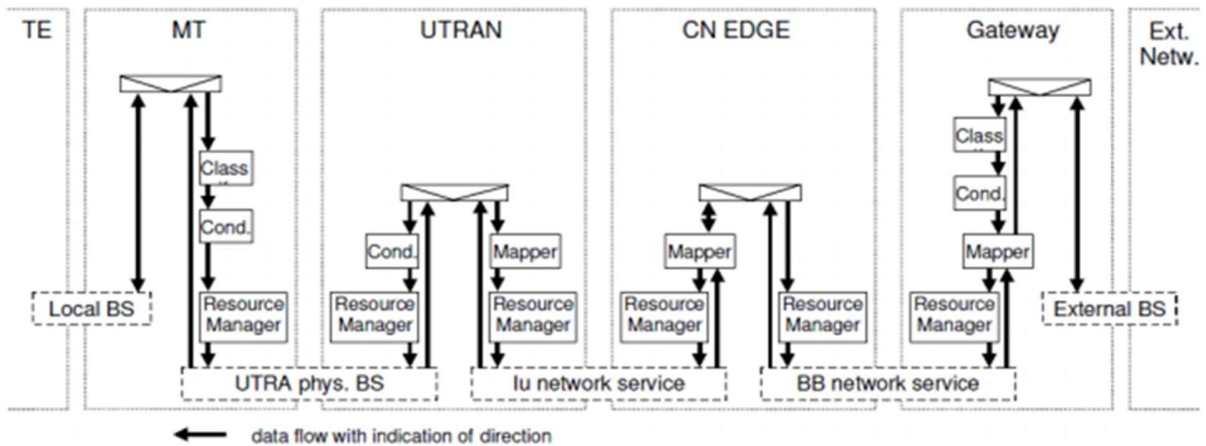 TE
MT
UTRAN
CN EDGE
Gateway
Ext.
Netw.
Class
Cond.
Resource
Manager
Local BS
Cond.
Mapper
Resource
Manager
Resource
Manager
Mapper
Resource
Manager
Resource
Manager
Class
Cond.
Mapper
Resource
Manager
External BS
UTRA phys. BS
Iu network service
BB network service
data flow with indication of direction